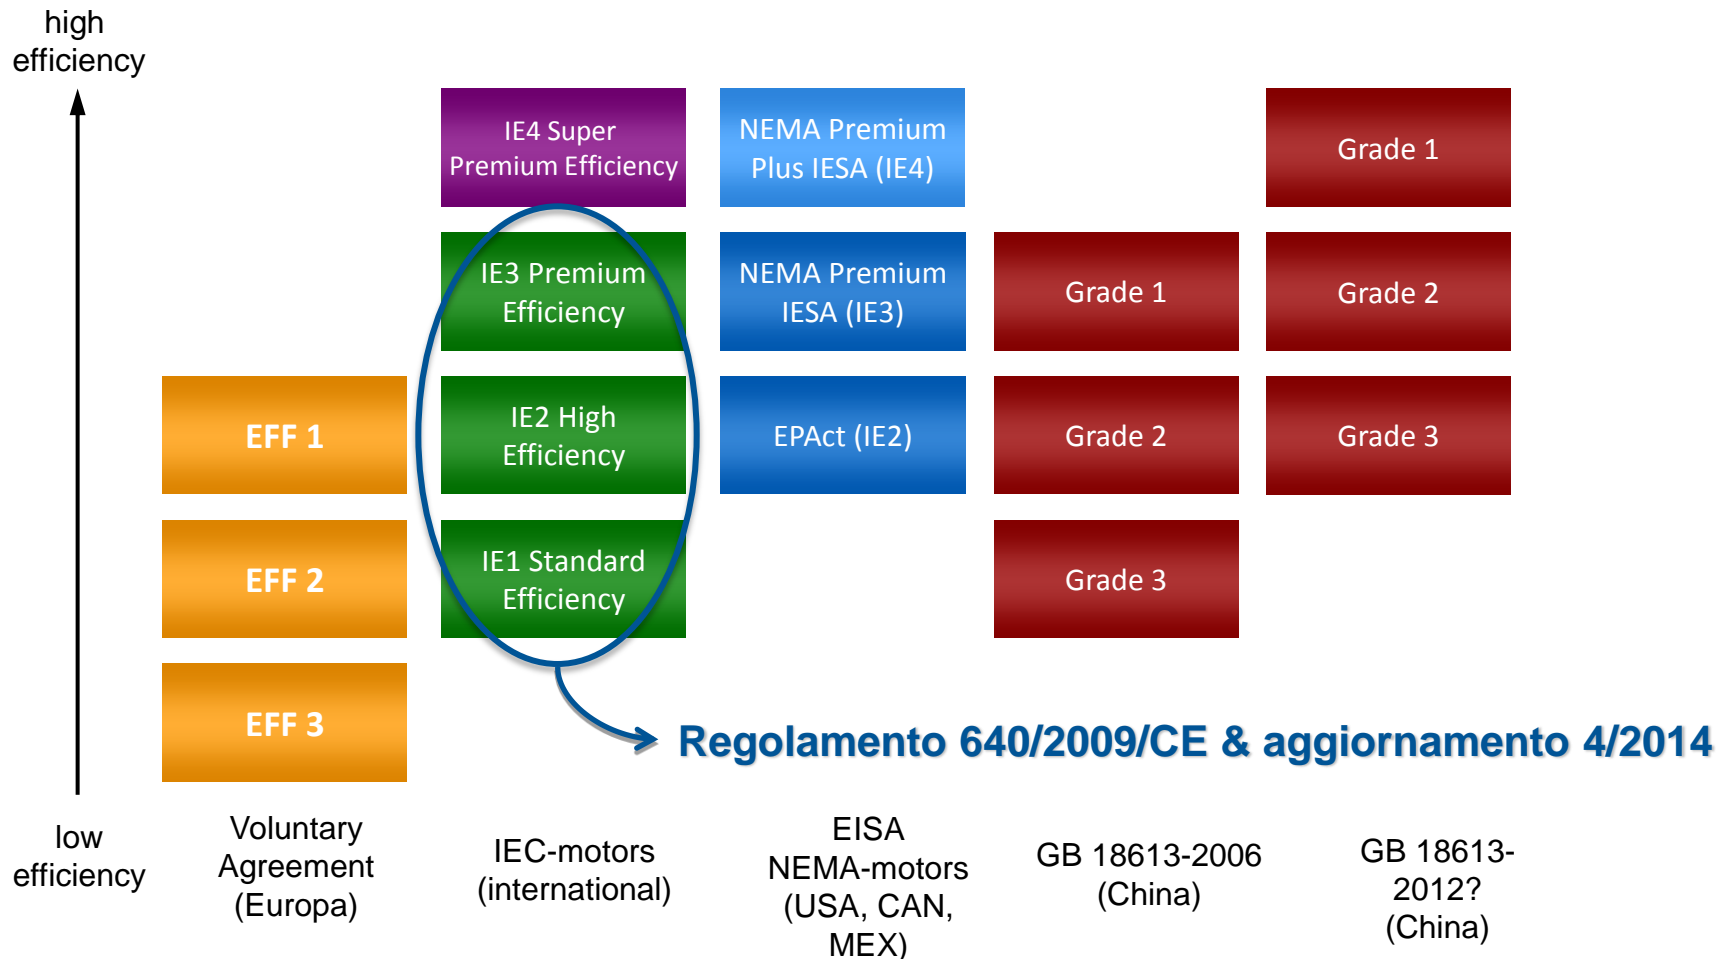 high
efficiency
IE4 Super
Premium Efficiency
NEMA Premium
Plus IESA (IE4)
Grade 1
IE3 Premium
Efficiency
NEMA Premium
IESA (IE3)
Grade 1
Grade 2
EFF 1
IE2 High
Efficiency
EPAct (IE2)
Grade 2
Grade 3
EFF 2
IE1 Standard
Efficiency
Grade 3
EFF 3
Regolamento 640/2009/CE & aggiornamento 4/2014
low
efficiency
Voluntary
Agreement
(Europa)
IEC-motors
(international)
EISA
NEMA-motors
(USA, CAN,
MEX)
GB 18613-2006
(China)
GB 18613-
2012?
(China)